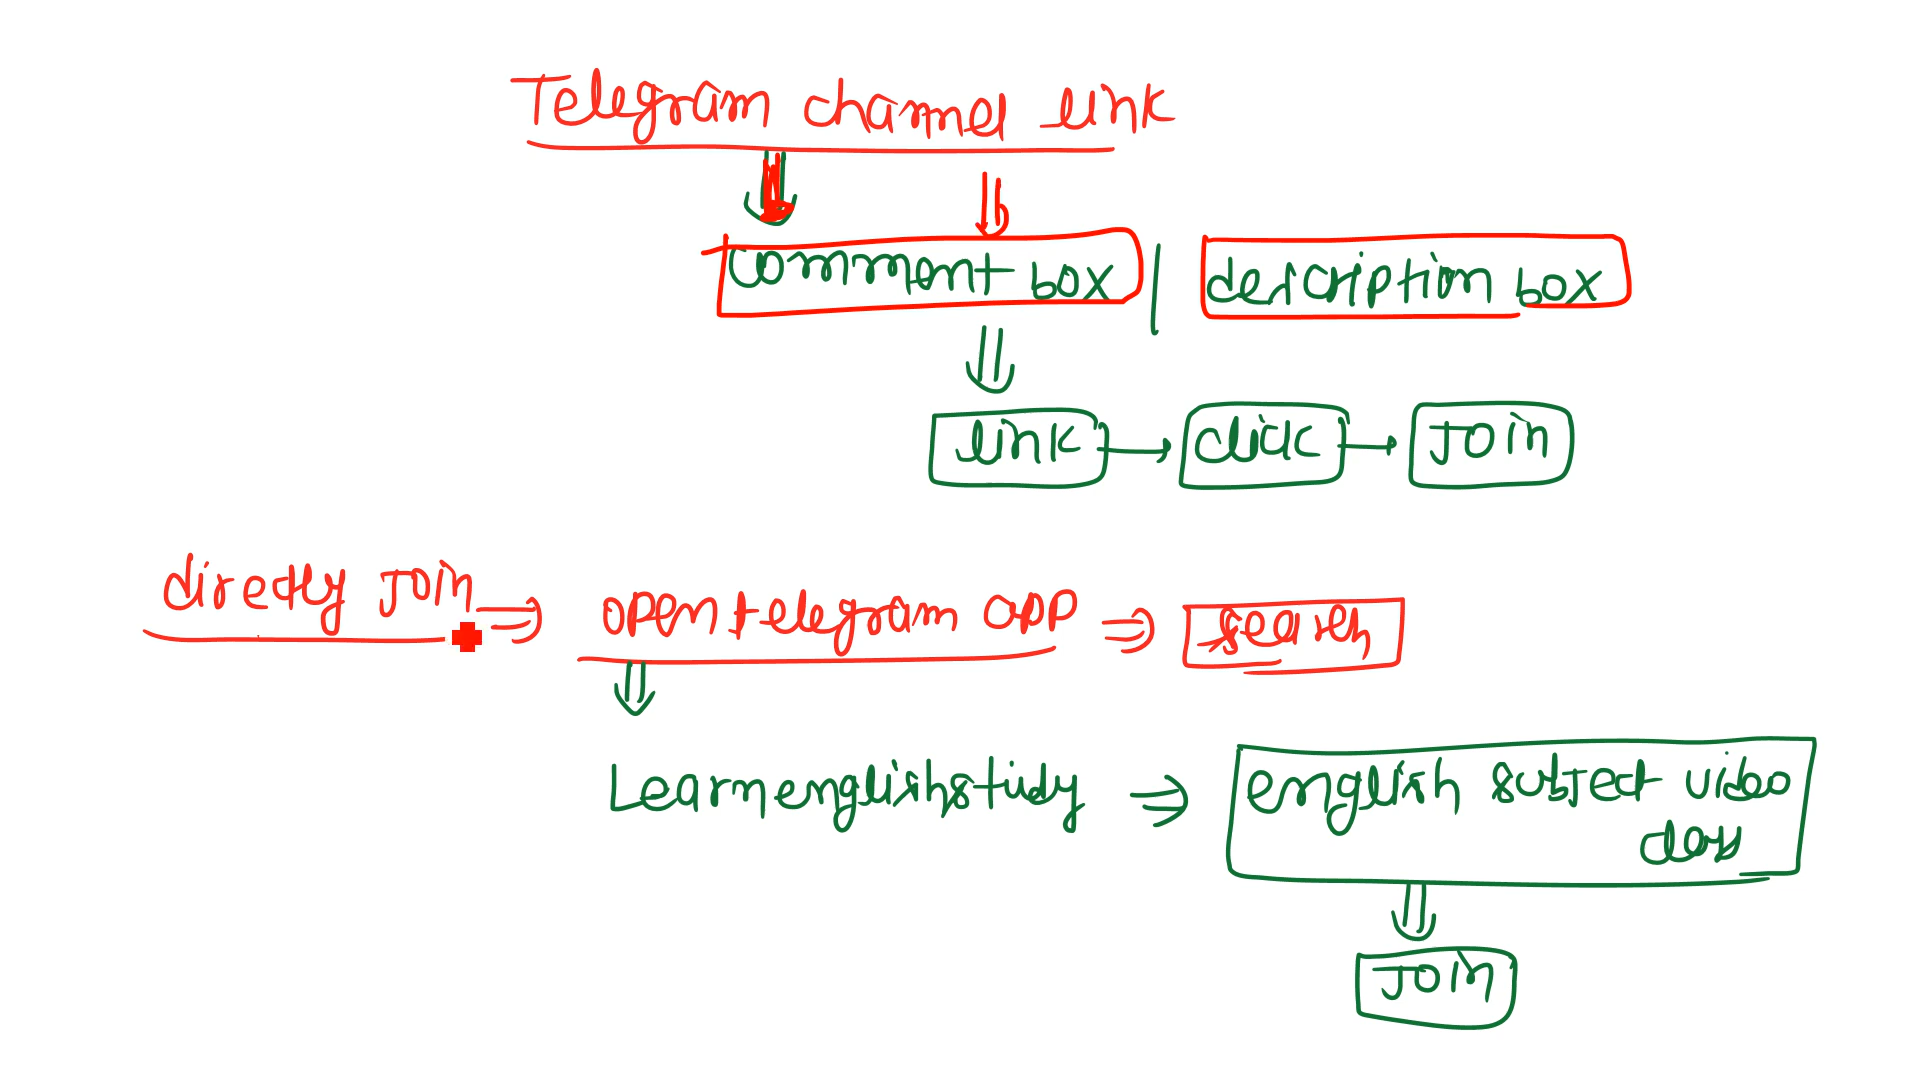 Telegram channel link
comment box | description box
link → click → Join
directly Join ⇒ open telegram app ⇒ search
Learnenglishstudy ⇒ english subject video
Join